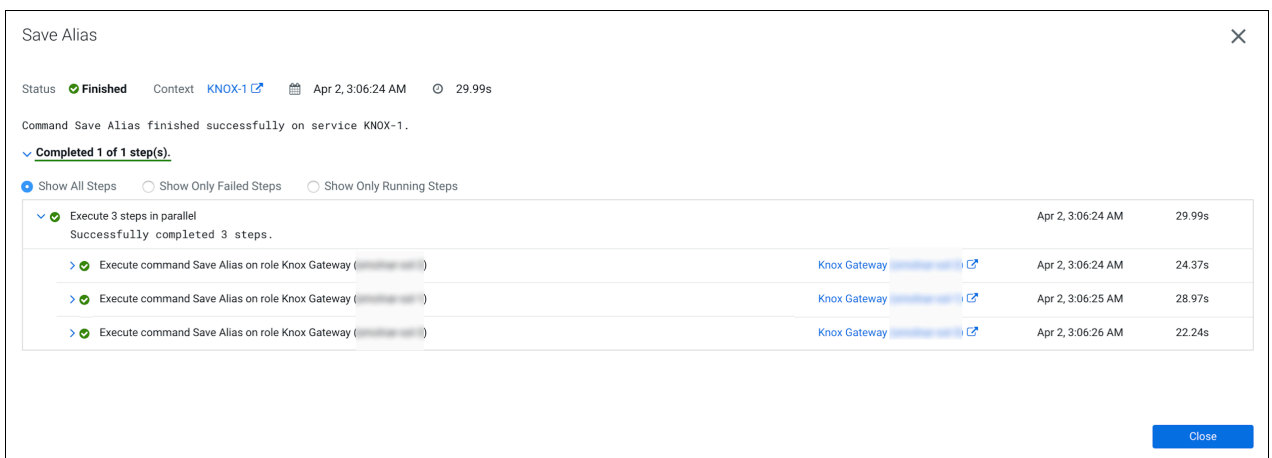 Save Alias
Status Finished Context KNOX-1 Apr 2, 3:06:24 AM 29.99s
Command Save Alias finished successfully on service KNOX-1.
Completed 1 of 1 step(s).
Show All Steps Show Only Failed Steps Show Only Running Steps
Execute 3 steps in parallel Apr 2, 3:06:24 AM 29.99s
Successfully completed 3 steps.
Execute command Save Alias on role Knox Gateway ( ) Knox Gateway Apr 2, 3:06:24 AM 24.37s
Execute command Save Alias on role Knox Gateway ( ) Knox Gateway Apr 2, 3:06:25 AM 28.97s
Execute command Save Alias on role Knox Gateway ( ) Knox Gateway Apr 2, 3:06:26 AM 22.24s
Close